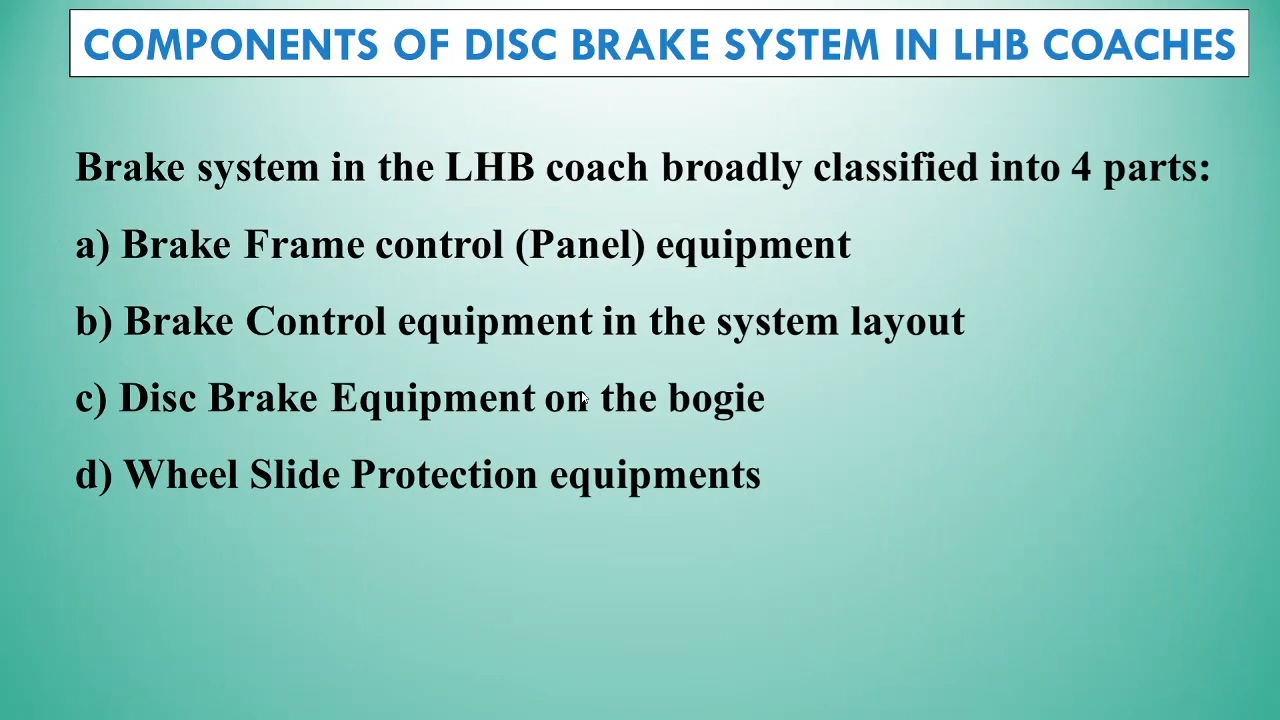 COMPONENTS OF DISC BRAKE SYSTEM IN LHB COACHES
Brake system in the LHB coach broadly classified into 4 parts:
a) Brake Frame control (Panel) equipment
b) Brake Control equipment in the system layout
c) Disc Brake Equipment on the bogie
d) Wheel Slide Protection equipments